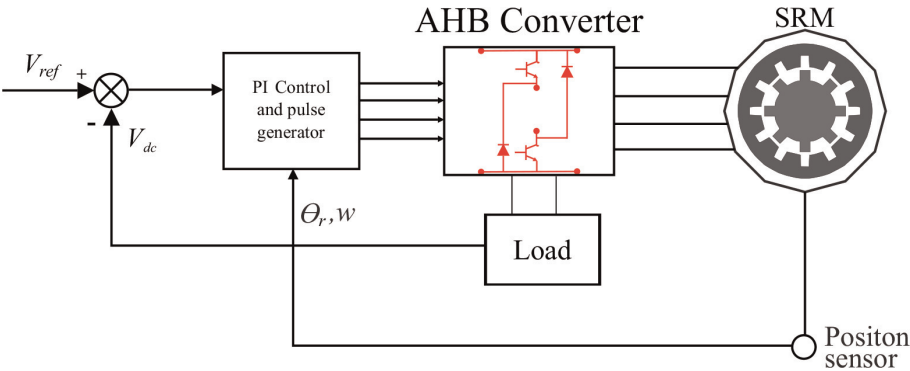 AHB Converter
SRM
V_ref
+
PI Control
and pulse
generator
-
V_dc
ϴ_r,w
Load
Positon
sensor